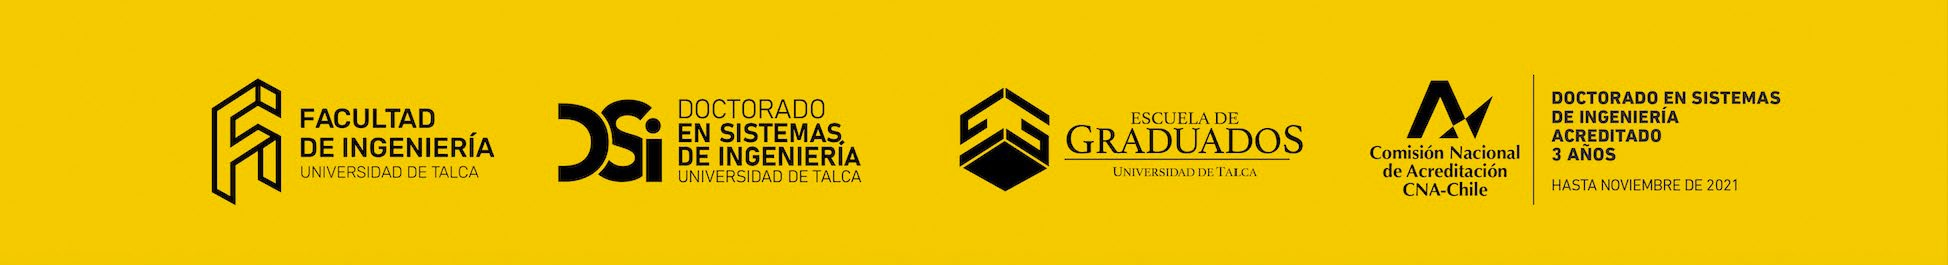 FACULTAD
DE INGENIERÍA
UNIVERSIDAD DE TALCA
DSi
DOCTORADO
EN SISTEMAS
DE INGENIERÍA
UNIVERSIDAD DE TALCA
ESCUELA DE
GRADUADOS
UNIVERSIDAD DE TALCA
Comisión Nacional
de Acreditación
CNA-Chile
DOCTORADO EN SISTEMAS
DE INGENIERÍA
ACREDITADO
3 AÑOS
HASTA NOVIEMBRE DE 2021